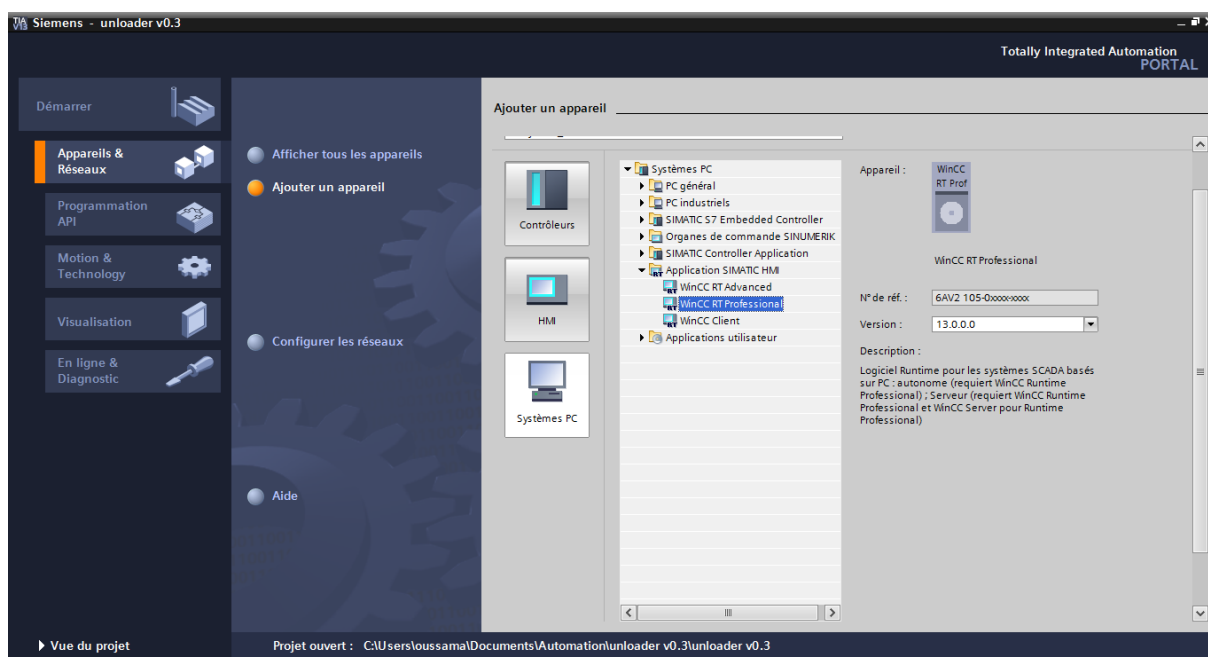 Siemens - unloader v0.3
Totally Integrated Automation
PORTAL
Démarrer
Appareils &
Réseaux
Programmation
API
Motion &
Technology
Visualisation
En ligne &
Diagnostic
Vue du projet
Afficher tous les appareils
Ajouter un appareil
Configurer les réseaux
Aide
Ajouter un appareil
Contrôleurs
HMI
Systèmes PC
Systèmes PC
PC général
PC industriels
SIMATIC S7 Embedded Controller
Organes de commande SINUMERIK
SIMATIC Controller Application
Application SIMATIC HMI
WinCC RT Advanced
WinCC RT Professional
WinCC Client
Applications utilisateur
Appareil :
WinCC
RT Prof
WinCC RT Professional
N° de réf. :
6AV2 105-0xxxx-xxxx
Version :
13.0.0.0
Description :
Logiciel Runtime pour les systèmes SCADA basés
sur PC : autonome (requiert WinCC Runtime
Professional) ; Serveur (requiert WinCC Runtime
Professional et WinCC Server pour Runtime
Professional)
Projet ouvert : C:\Users\oussama\Documents\Automation\unloader v0.3\unloader v0.3